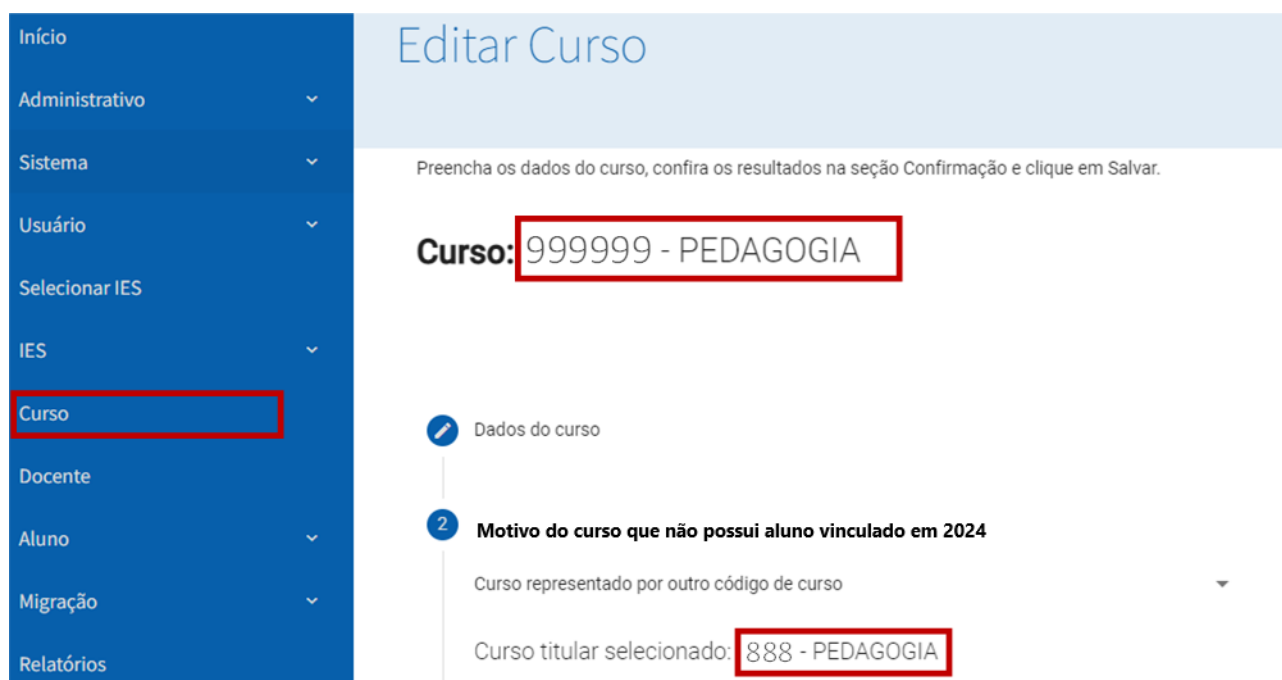 Início
Administrativo
Sistema
Usuário
Selecionar IES
IES
Curso
Docente
Aluno
Migração
Relatórios
Editar Curso
Preencha os dados do curso, confira os resultados na seção Confirmação e clique em Salvar.
Curso: 999999 - PEDAGOGIA
Dados do curso
2 Motivo do curso que não possui aluno vinculado em 2024
Curso representado por outro código de curso
Curso titular selecionado: 888 - PEDAGOGIA